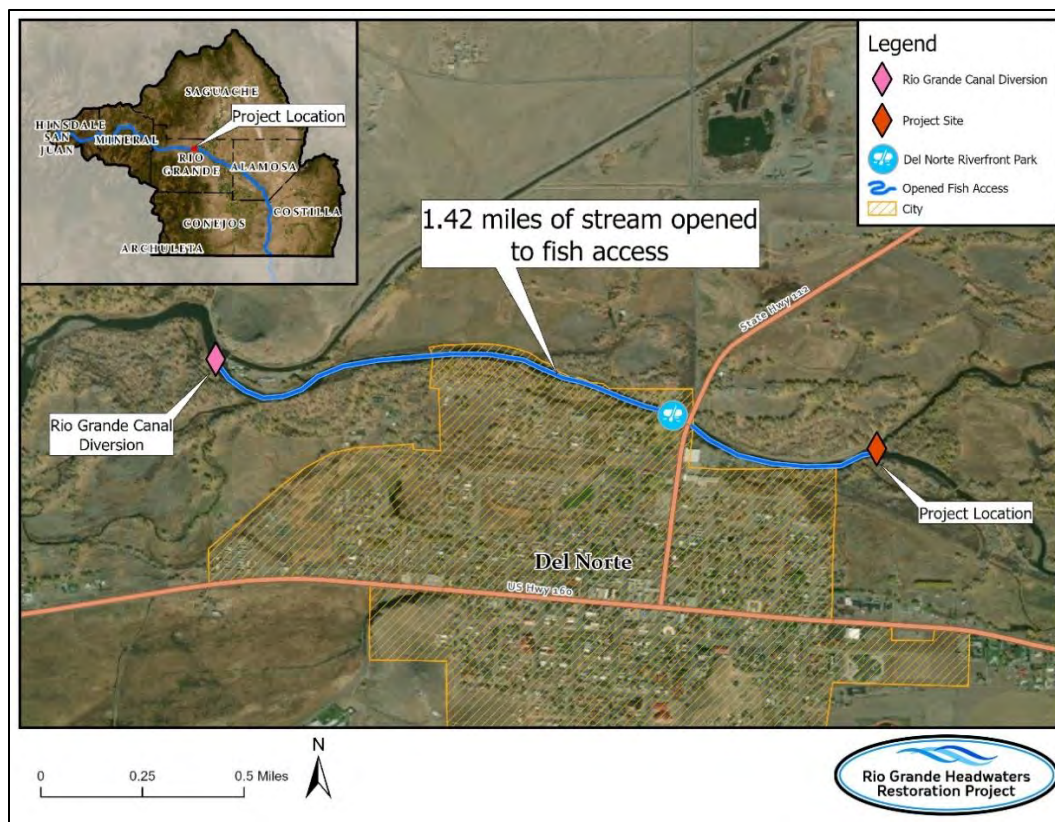 SAGUACHE
Project Location
HINSDALE
SAN
JUAN
MINERAL
RIO
GRANDE
ALAMOSA
CONEJOS
COSTILLA
ARCHULETA
Legend
Rio Grande Canal Diversion
Project Site
Del Norte Riverfront Park
Opened Fish Access
City
1.42 miles of stream opened
to fish access
State Hwy 112
Rio Grande Canal
Diversion
Project Location
Del Norte
US Hwy 160
0
0.25
0.5 Miles
N
Rio Grande Headwaters
Restoration Project